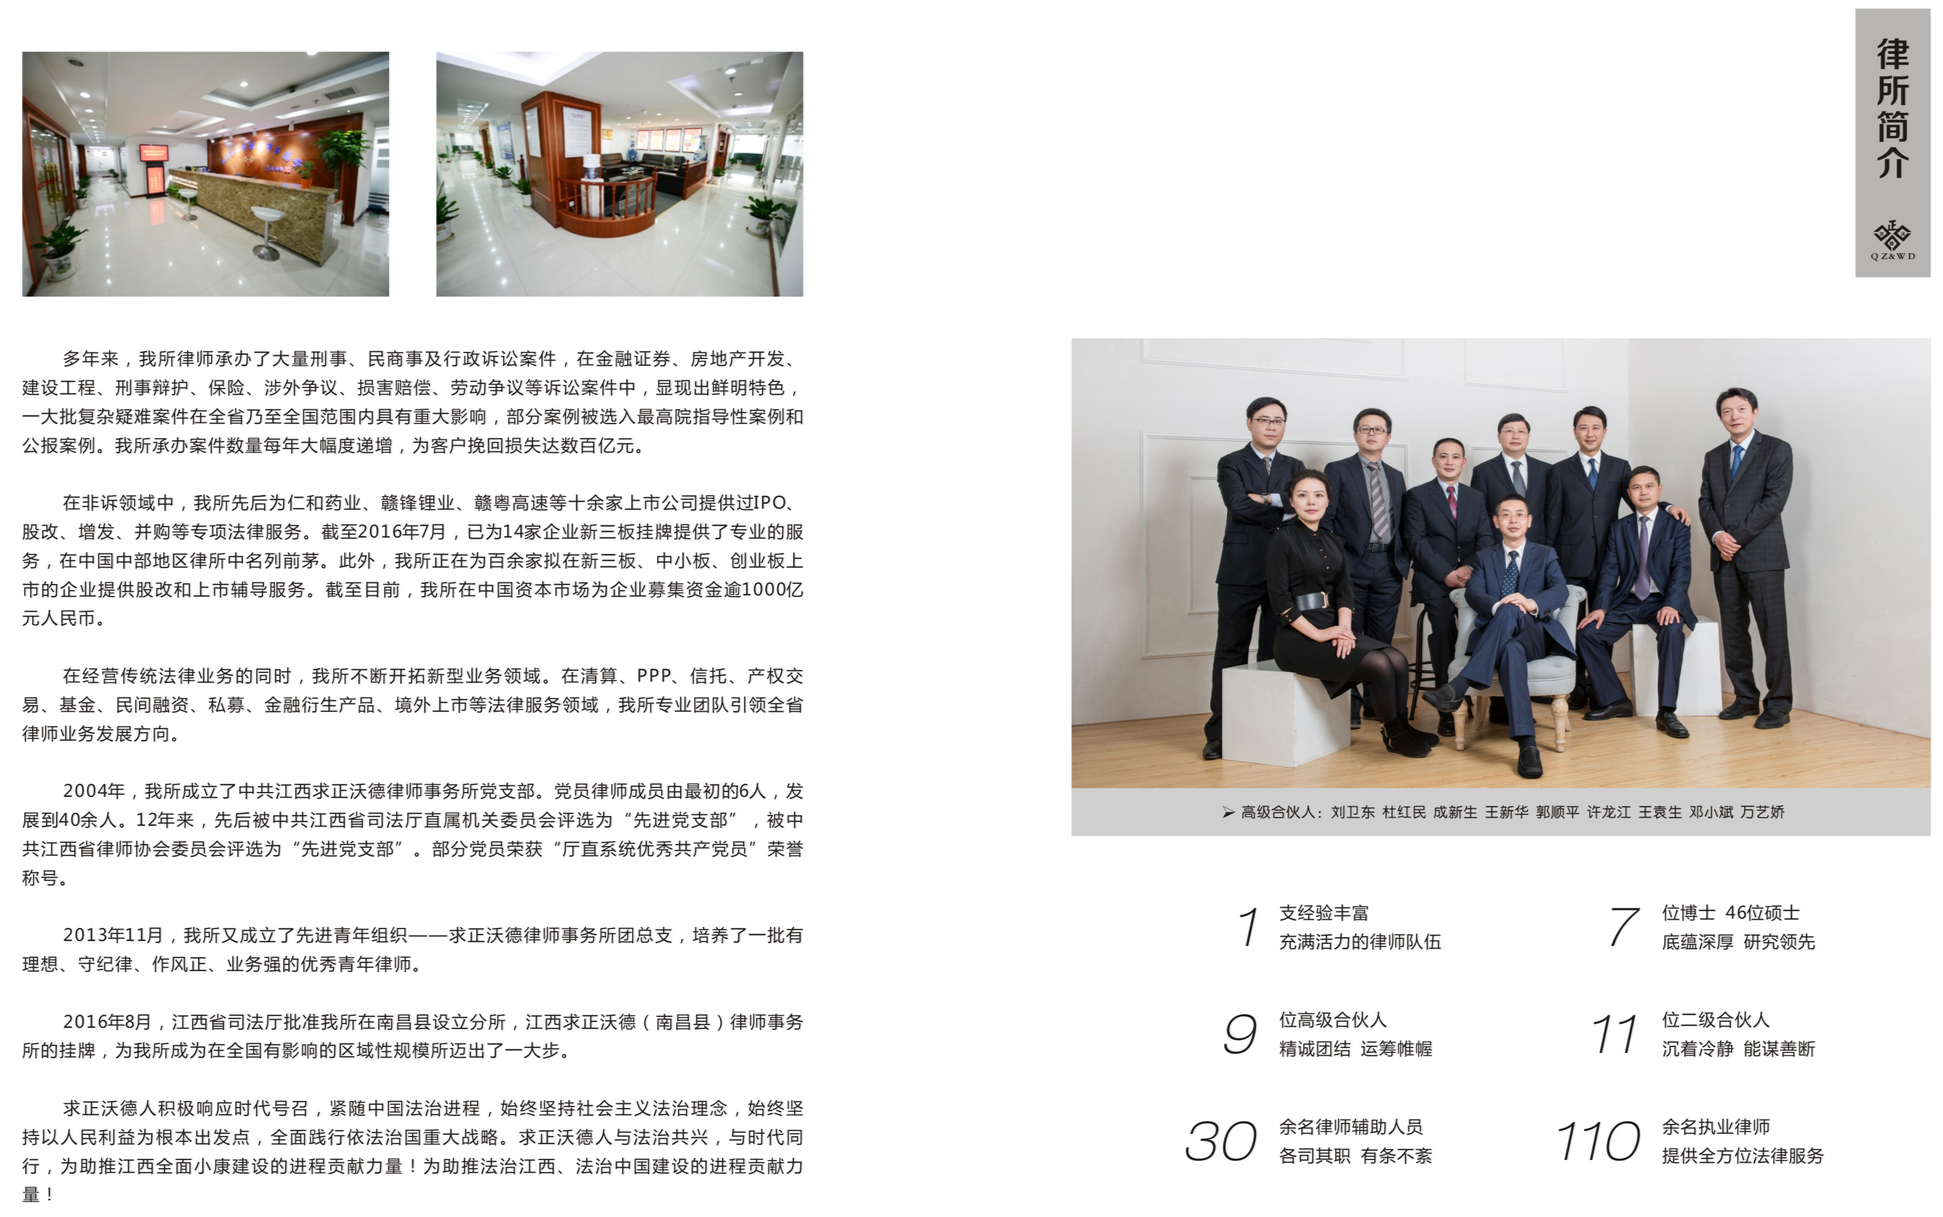 多年来，我所律师承办了大量刑事、民商事及行政诉讼案件，在金融证券、房地产开发、
建设工程、刑事辩护、保险、涉外争议、损害赔偿、劳动争议等诉讼案件中，显现出鲜明特色，
一大批复杂疑难案件在全省乃至全国范围内具有重大影响，部分案例被选入最高院指导性案例和
公报案例。我所承办案件数量每年大幅度递增，为客户挽回损失达数百亿元。
在非诉领域中，我所先后为仁和药业、赣锋锂业、赣粤高速等十余家上市公司提供过IPO、
股改、增发、并购等专项法律服务。截至2016年7月，已为14家企业新三板挂牌提供了专业的服
务，在中国中部地区律所中名列前茅。此外，我所正在为百余家拟在新三板、中小板、创业板上
市的企业提供股改和上市辅导服务。截至目前，我所在中国资本市场为企业募集资金逾1000亿
元人民币。
在经营传统法律业务的同时，我所不断开拓新型业务领域。在清算、PPP、信托、产权交
易、基金、民间融资、私募、金融衍生产品、境外上市等法律服务领域，我所专业团队引领全省
律师业务发展方向。
2004年，我所成立了中共江西求正沃德律师事务所党支部。党员律师成员由最初的6人，发
展到40余人。12年来，先后被中共江西省司法厅直属机关委员会评选为“先进党支部”，被中
共江西省律师协会委员会评选为“先进党支部”。部分党员荣获“厅直系统优秀共产党员”荣誉
称号。
2013年11月，我所又成立了先进青年组织——求正沃德律师事务所团总支，培养了一批有
理想、守纪律、作风正、业务强的优秀青年律师。
2016年8月，江西省司法厅批准我所在南昌县设立分所，江西求正沃德（南昌县）律师事务
所的挂牌，为我所成为在全国有影响的区域性规模所迈出了一大步。
求正沃德人积极响应时代号召，紧随中国法治进程，始终坚持社会主义法治理念，始终坚
持以人民利益为根本出发点，全面践行依法治国重大战略。求正沃德人与法治共兴，与时代同
行，为助推江西全面小康建设的进程贡献力量！为助推法治江西、法治中国建设的进程贡献力
量！
律所简介
正
QZ&WD
➢ 高级合伙人：刘卫东 杜红民 成新生 王新华 郭顺平 许龙江 王袁生 邓小斌 万艺娇
1 支经验丰富
充满活力的律师队伍
7 位博士 46位硕士
底蕴深厚 研究领先
9 位高级合伙人
精诚团结 运筹帷幄
11 位二级合伙人
沉着冷静 能谋善断
30 余名律师辅助人员
各司其职 有条不紊
110 余名执业律师
提供全方位法律服务